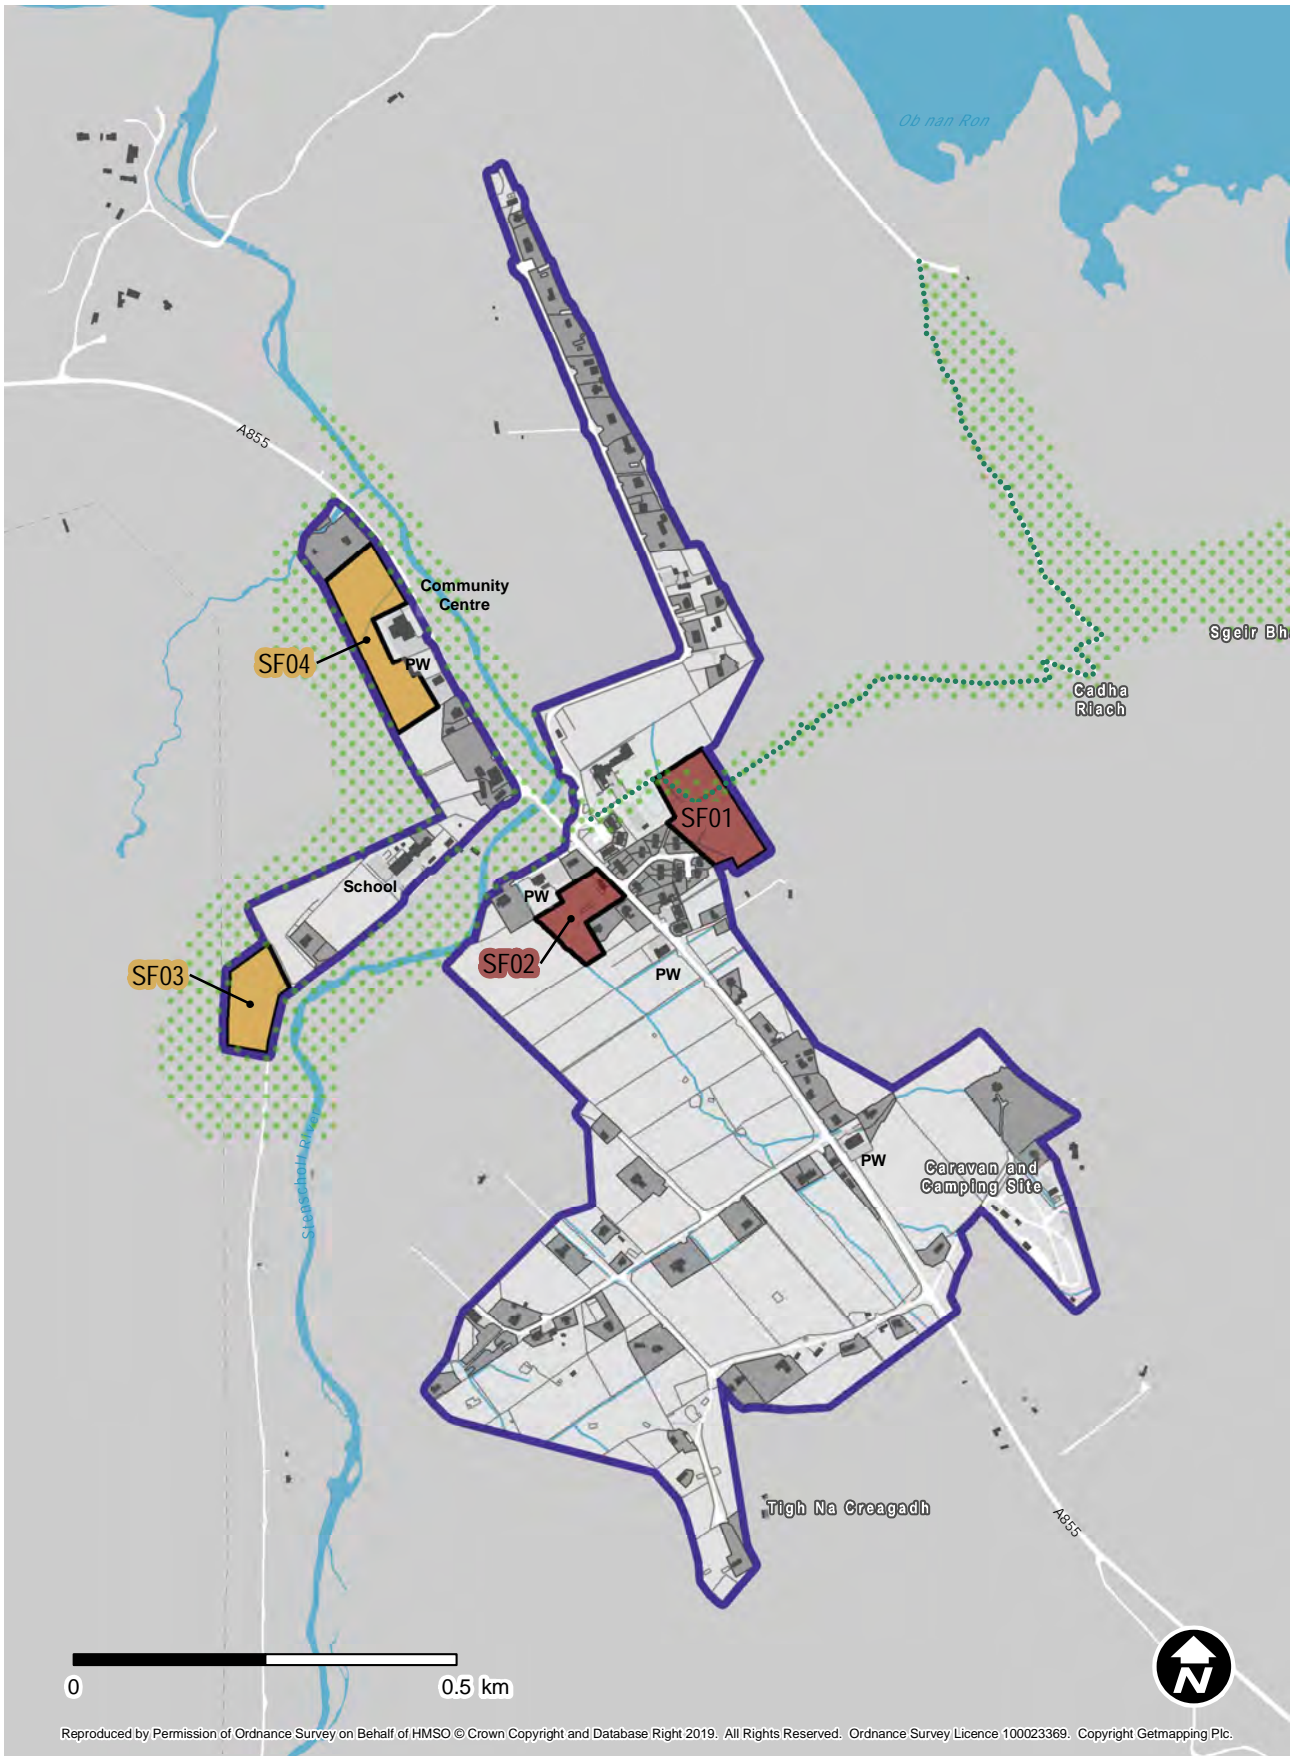 Ob nan Ron
A855
Community
Centre
Sgeir Bh
SF04
PW
Cadha
Riach
SF01
School
PW
SF03
SF02
PW
Stenscholl River
PW
Caravan and
Camping Site
Tigh Na Creagadh
A855
0
0.5 km
N
Reproduced by Permission of Ordnance Survey on Behalf of HMSO © Crown Copyright and Database Right 2019. All Rights Reserved. Ordnance Survey Licence 100023369. Copyright Getmapping Plc.